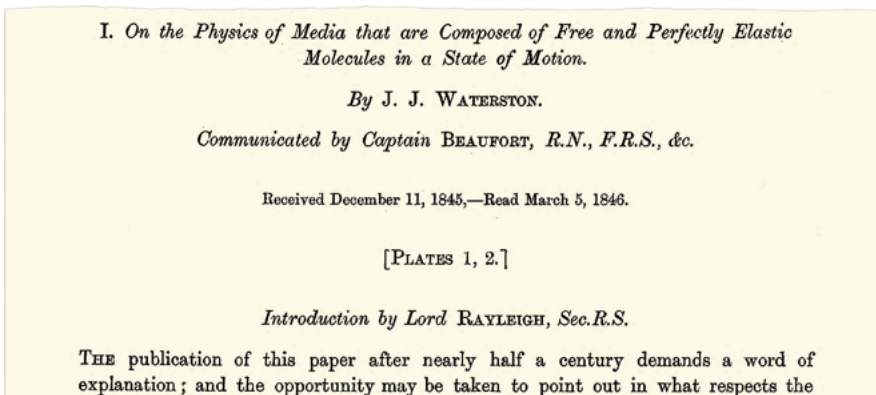 I. On the Physics of Media that are Composed of Free and Perfectly Elastic
Molecules in a State of Motion.
By J. J. WATERSTON.
Communicated by Captain BEAUFORT, R.N., F.R.S., &c.
Received December 11, 1845,—Read March 5, 1846.
[PLATES 1, 2.]
Introduction by Lord RAYLEIGH, Sec.R.S.
THE publication of this paper after nearly half a century demands a word of
explanation; and the opportunity may be taken to point out in what respects the